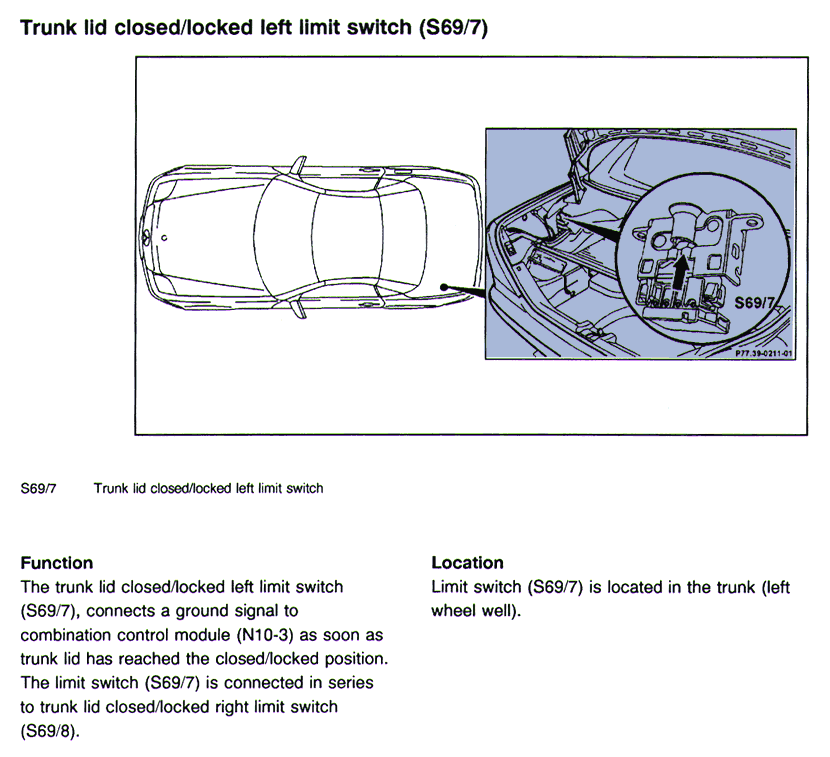 Trunk lid closed/locked left limit switch (S69/7)
S69/7
P77.39-0211-01
S69/7 Trunk lid closed/locked left limit switch
Function
The trunk lid closed/locked left limit switch
(S69/7), connects a ground signal to
combination control module (N10-3) as soon as
trunk lid has reached the closed/locked position.
The limit switch (S69/7) is connected in series
to trunk lid closed/locked right limit switch
(S69/8).
Location
Limit switch (S69/7) is located in the trunk (left
wheel well).